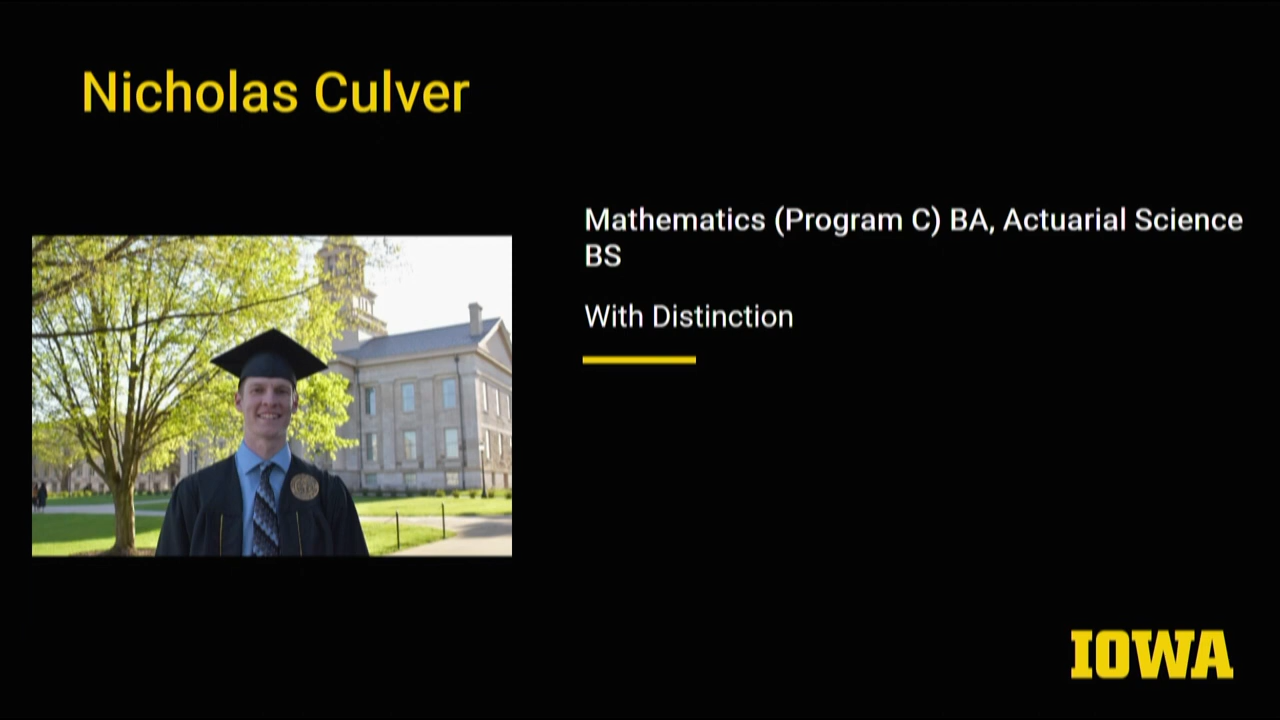 Nicholas Culver
Mathematics (Program C) BA, Actuarial Science
BS
With Distinction
IOWA